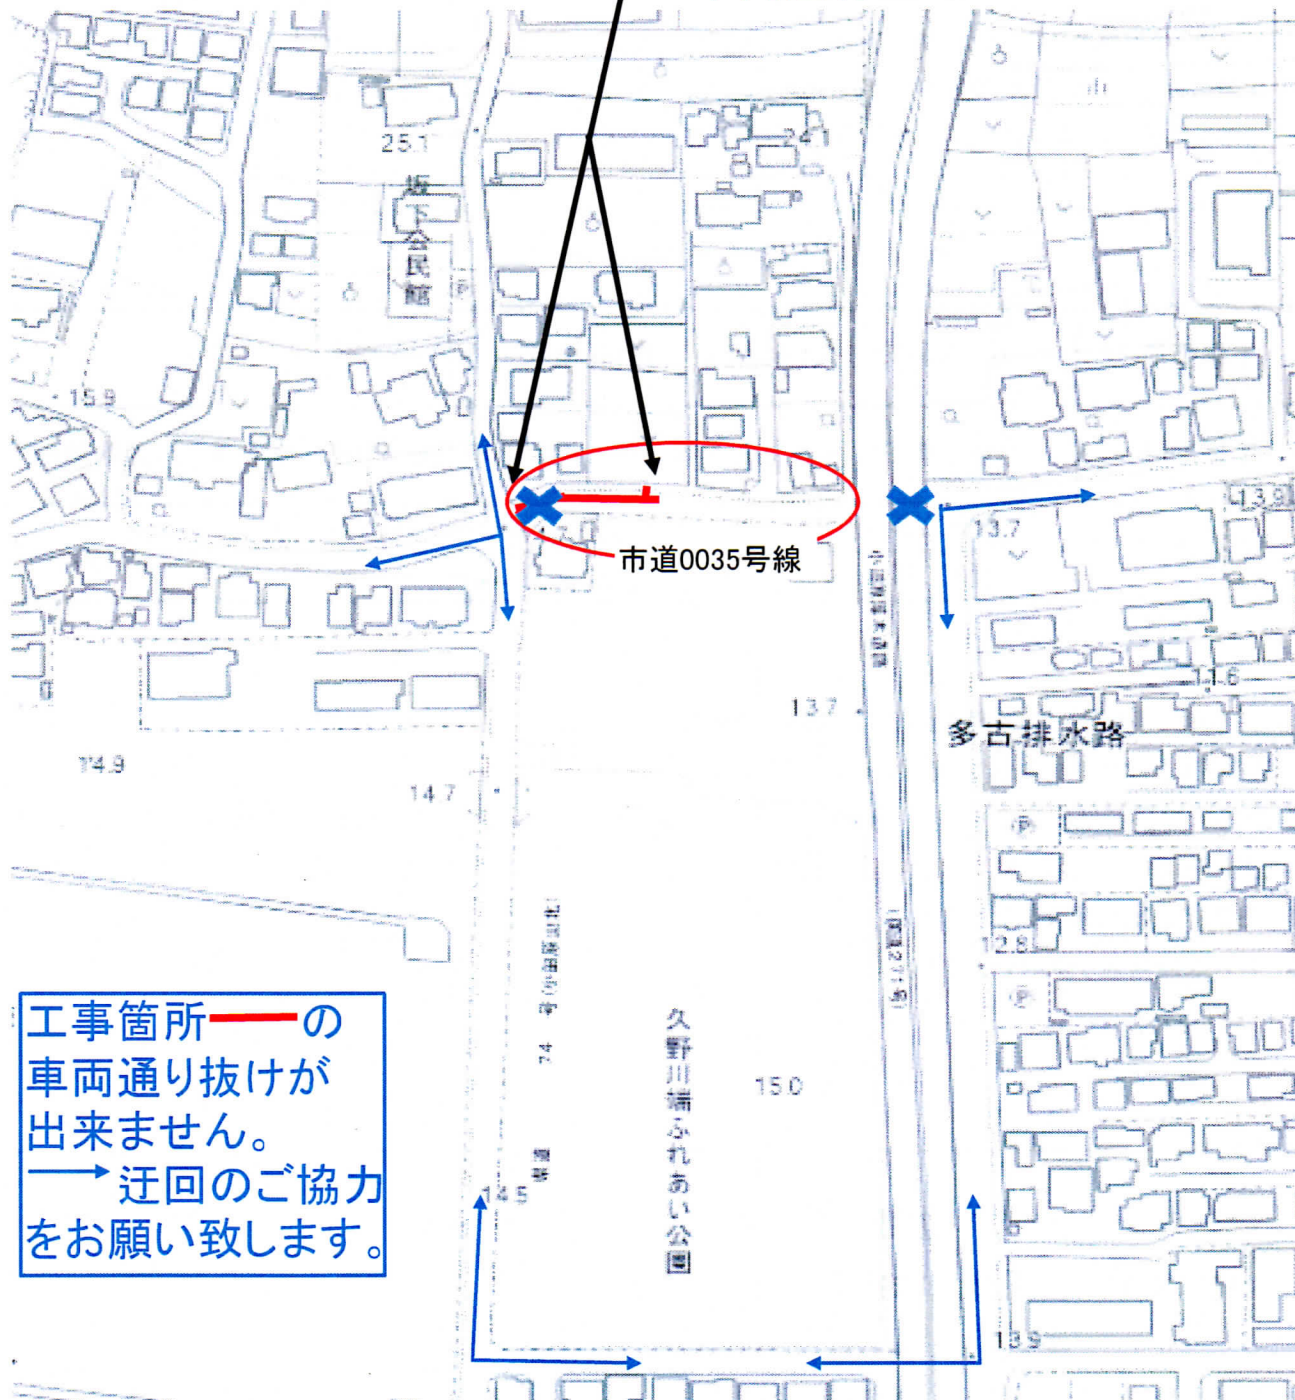 25.1
24.1
坂下公民館
15.9
市道0035号線
13.9
13.7
11.6
13.7
多古排水路
14.9
14.7
12.8
工事箇所 の
車両通り抜けが
出来ません。
迂回のご協力
をお願い致します。
久野川端ふれあい公園
74
15.0
14.5
13.9